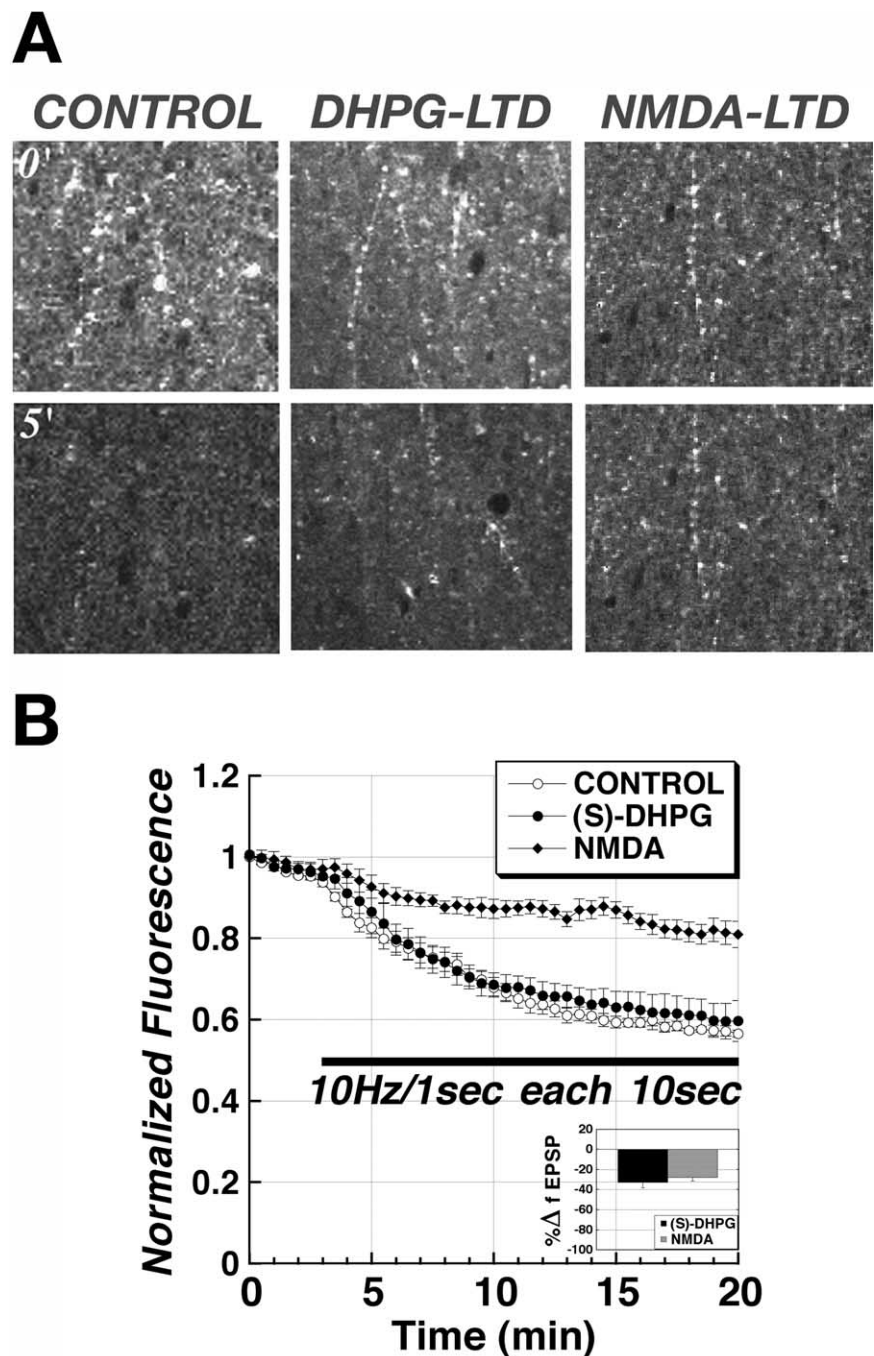 A
CONTROL DHPG-LTD NMDA-LTD
0'
5'
B
Normalized Fluorescence
1.2
1
0.8
0.6
0.4
0.2
0
CONTROL
(S)-DHPG
NMDA
10Hz/1sec each 10sec
%Δ f EPSP
20
0
-20
-40
-60
-80
-100
(S)-DHPG
NMDA
0 5 10 15 20
Time (min)